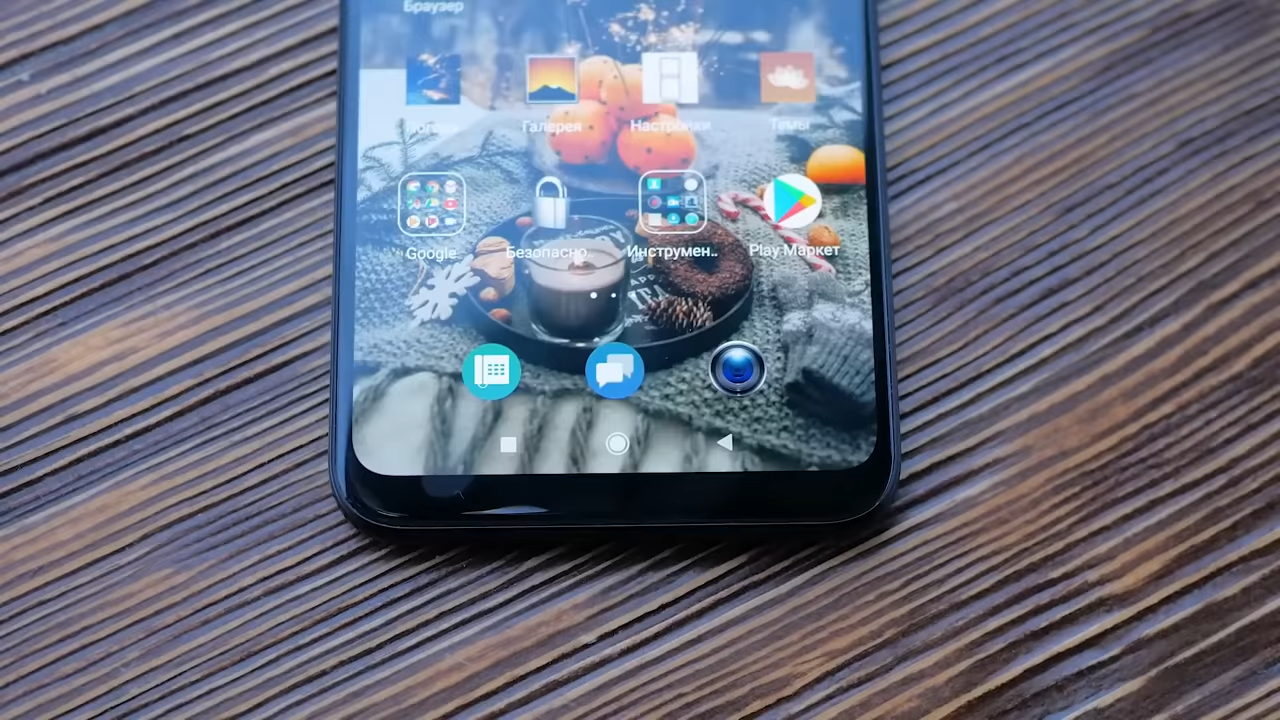 Браузер
Галерея
Настройки
Темы
Google
Безопасно..
Инструмен..
Play Маркет